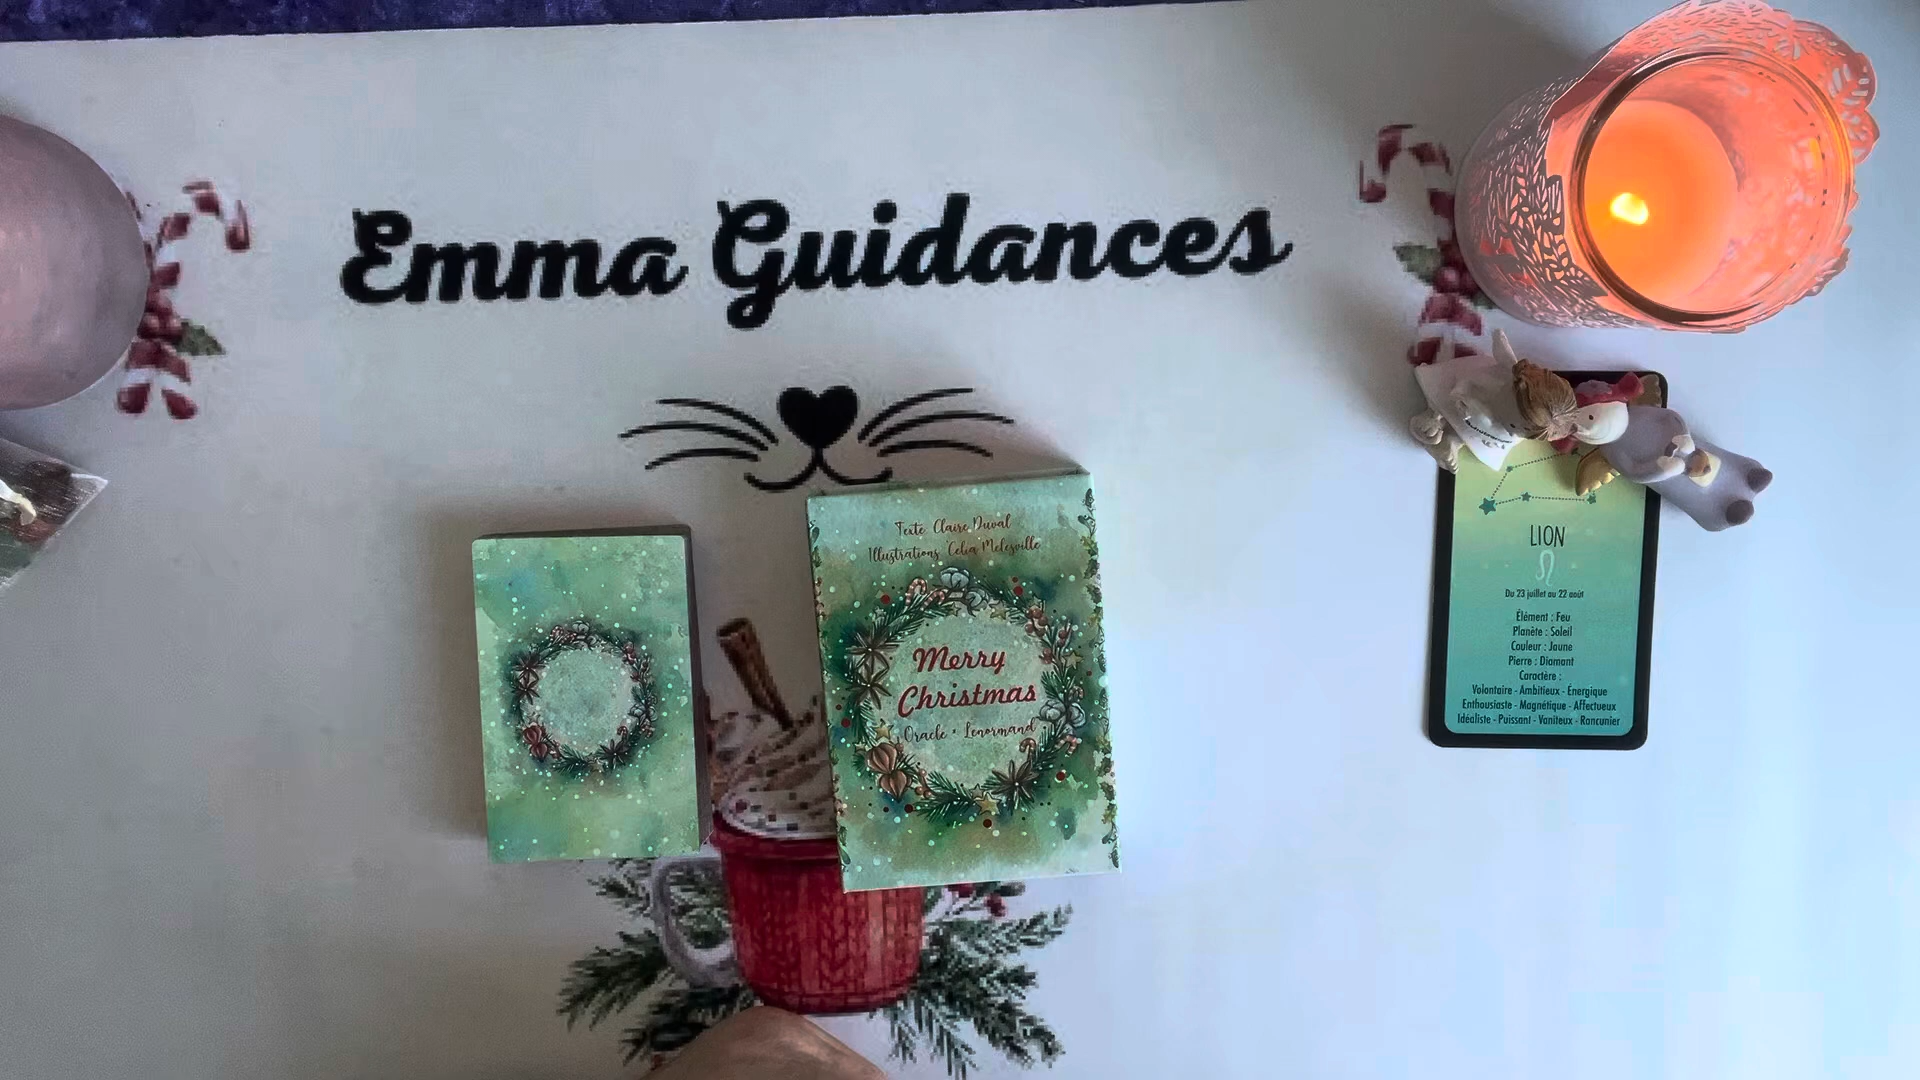 Emma Guidances
Texte Claire Duval
Illustrations Celia Melesville
Merry
Christmas
Oracle • Lenormand
LION
Du 23 juillet au 22 août
Élément : Feu
Planète : Soleil
Couleur : Jaune
Pierre : Diamant
Caractère :
Volontaire - Ambitieux - Énergique
Enthousiaste - Magnétique - Affectueux
Idéaliste - Puissant - Vaniteux - Rancunier